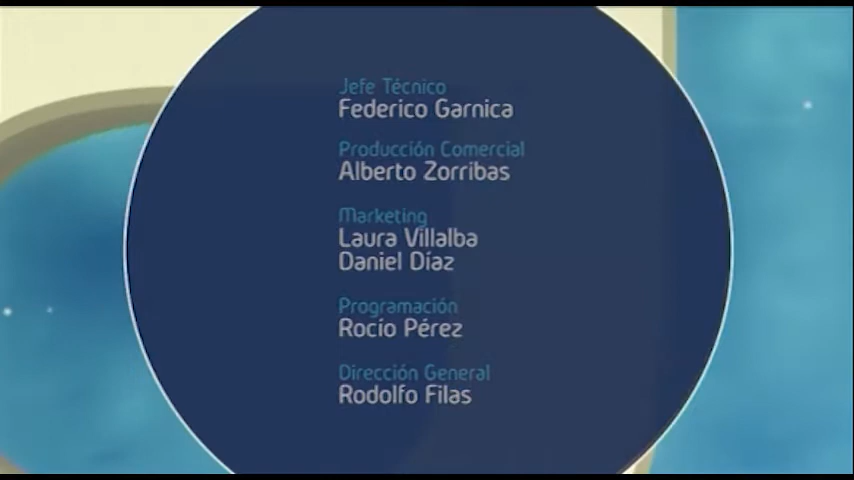 Jefe Técnico
Federico Garnica
Producción Comercial
Alberto Zorribas
Marketing
Laura Villalba
Daniel Díaz
Programación
Rocío Pérez
Dirección General
Rodolfo Filas